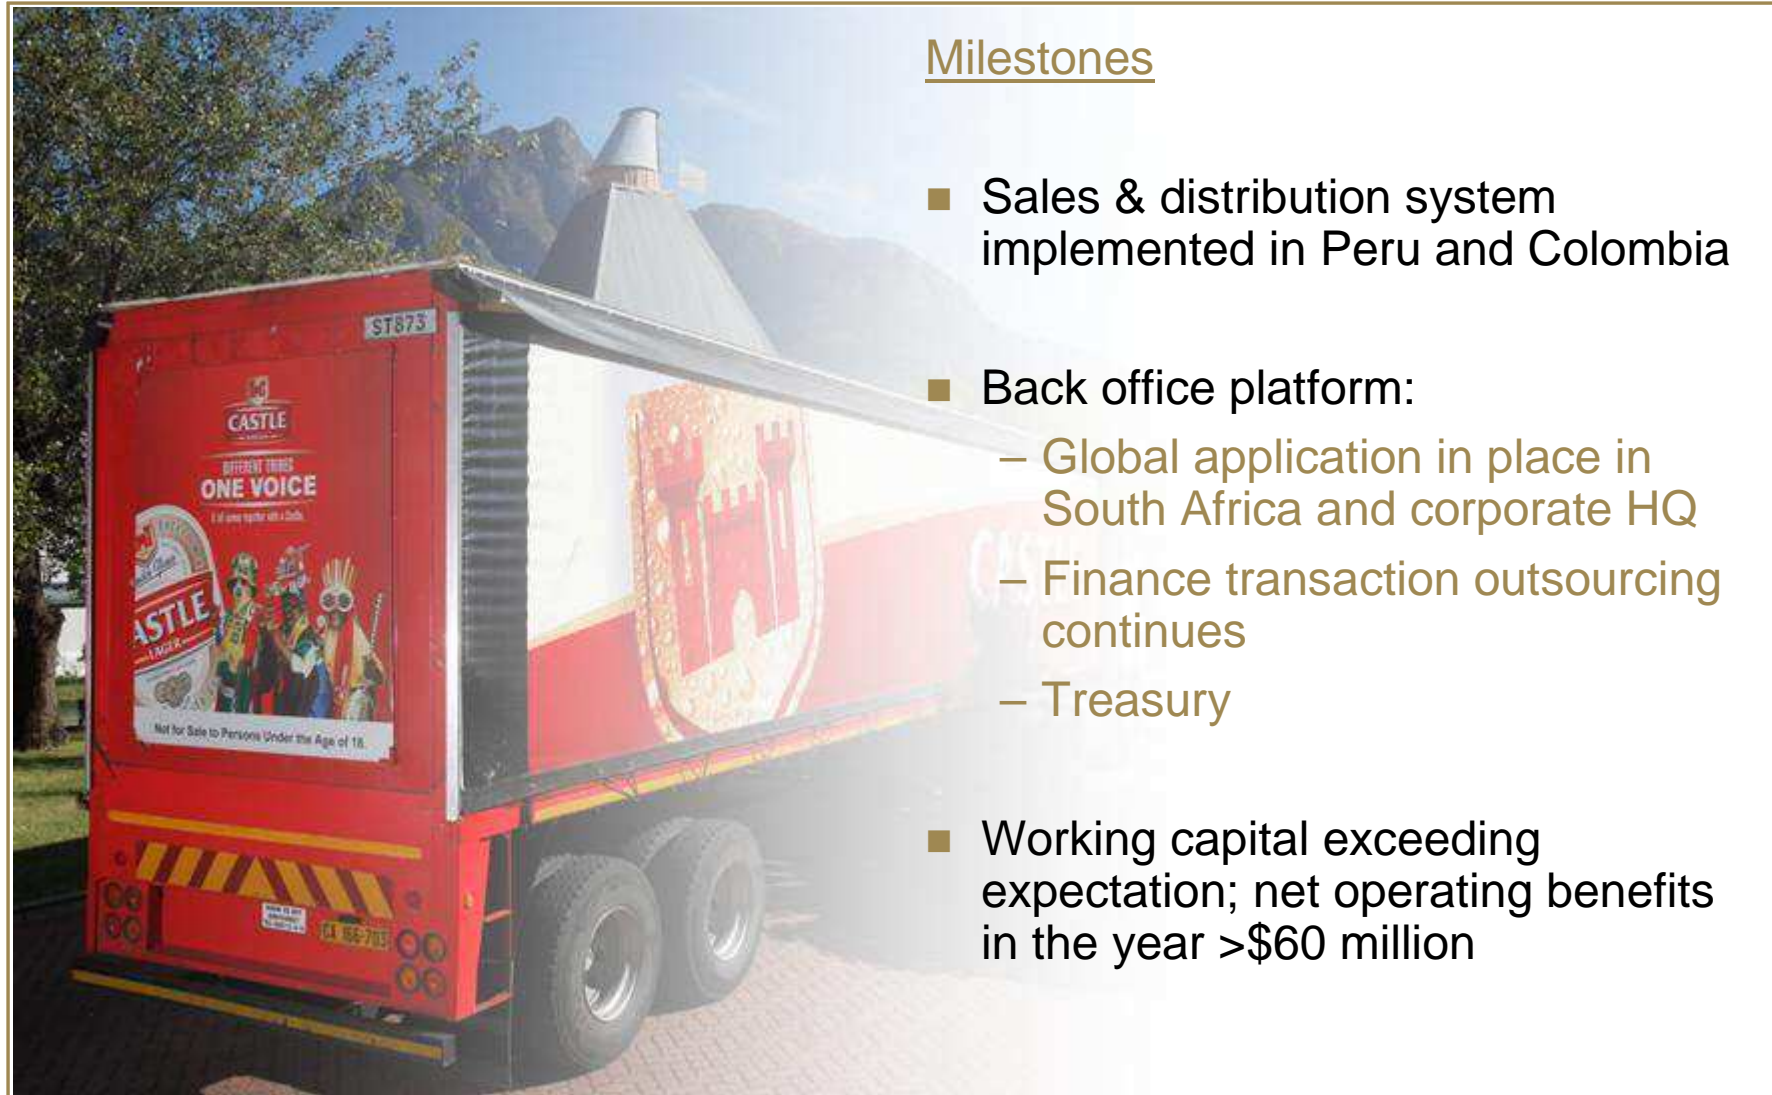 Milestones
■ Sales & distribution system
implemented in Peru and Colombia
■ Back office platform:
– Global application in place in
South Africa and corporate HQ
– Finance transaction outsourcing
continues
– Treasury
■ Working capital exceeding
expectation; net operating benefits
in the year >$60 million
ST873
CASTLE
DIFFERENT TRIBES
ONE VOICE
CASTLE
LAGER
Not for Sale to Persons Under the Age of 18.